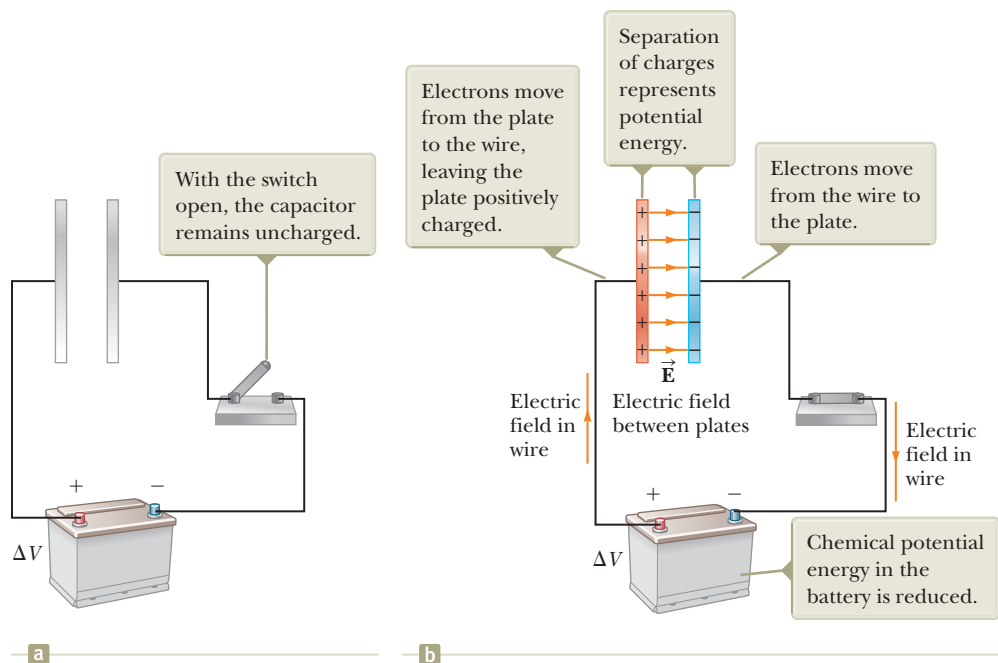 With the switch
open, the capacitor
remains uncharged.
+
−
ΔV
a
Electrons move
from the plate
to the wire,
leaving the
plate positively
charged.
Separation
of charges
represents
potential
energy.
Electrons move
from the wire to
the plate.
+ −
+ −
+ −
+ −
+ −
+ −
E⃗
Electric
field in
wire
Electric field
between plates
Electric
field in
wire
+
−
ΔV
Chemical potential
energy in the
battery is reduced.
b